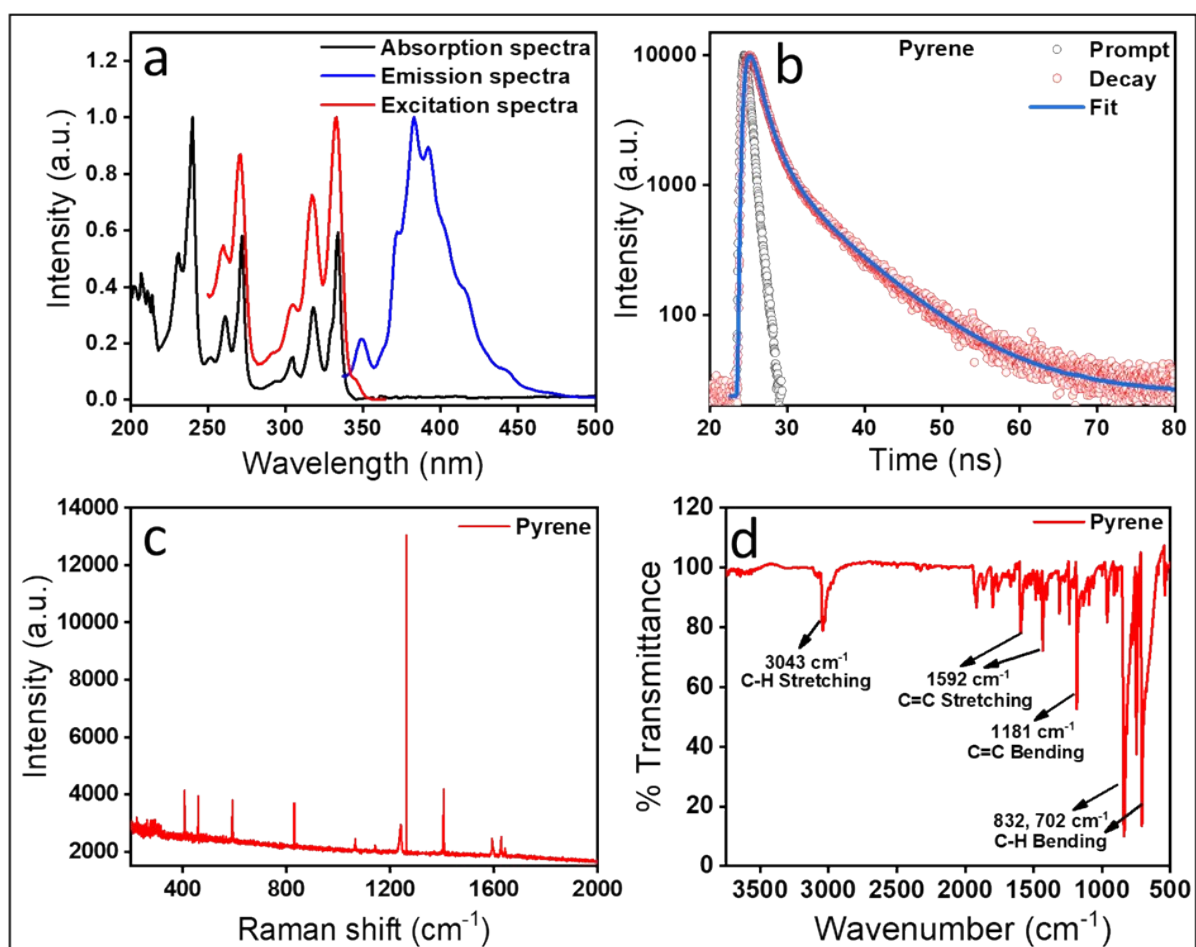 a
Absorption spectra
Emission spectra
Excitation spectra
1.2
1.0
0.8
0.6
0.4
0.2
0.0
200 250 300 350 400 450 500
Intensity (a.u.)
Wavelength (nm)
b
Pyrene
Prompt
Decay
Fit
10000
1000
100
20 30 40 50 60 70 80
Intensity (a.u.)
Time (ns)
c
Pyrene
14000
12000
10000
8000
6000
4000
2000
400 800 1200 1600 2000
Intensity (a.u.)
Raman shift (cm⁻¹)
d
Pyrene
120
100
80
60
40
20
0
3500 3000 2500 2000 1500 1000 500
% Transmittance
Wavenumber (cm⁻¹)
3043 cm⁻¹
C-H Stretching
1592 cm⁻¹
C=C Stretching
1181 cm⁻¹
C=C Bending
832, 702 cm⁻¹
C-H Bending